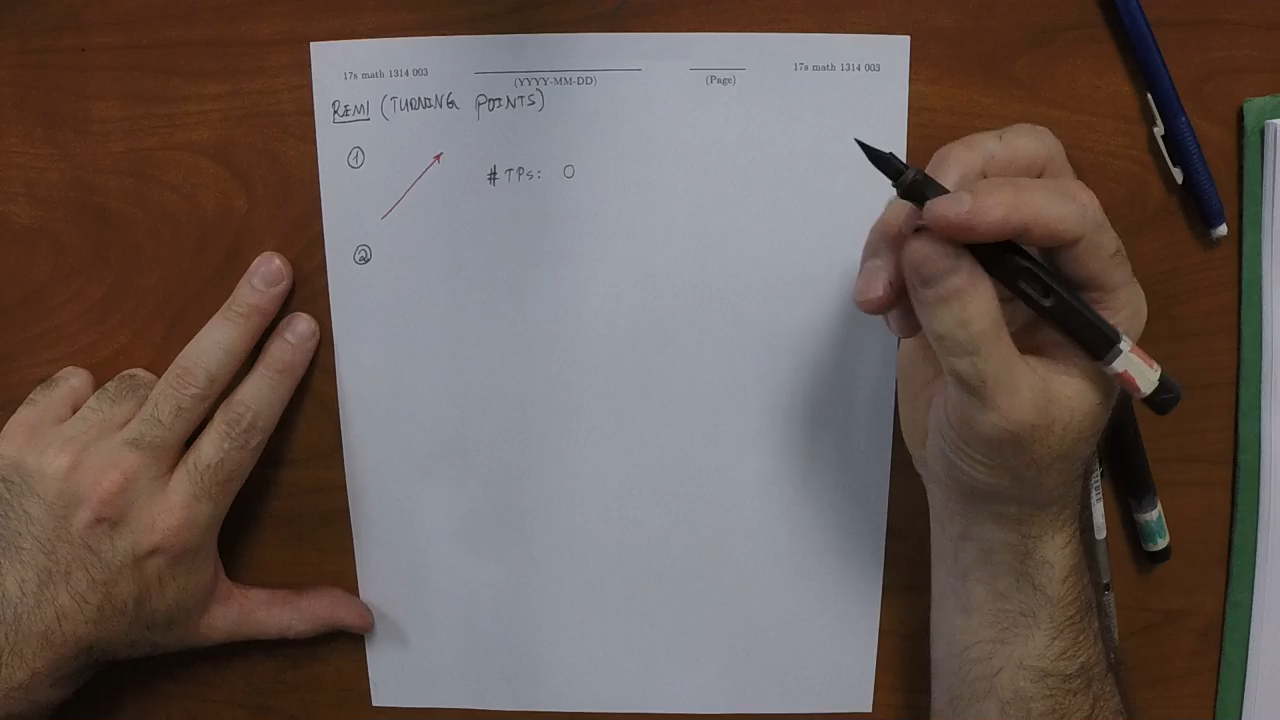 17s math 1314 003 (YYYY-MM-DD) (Page) 17s math 1314 003
REM (TURNING POINTS)
① # TPs: 0
②